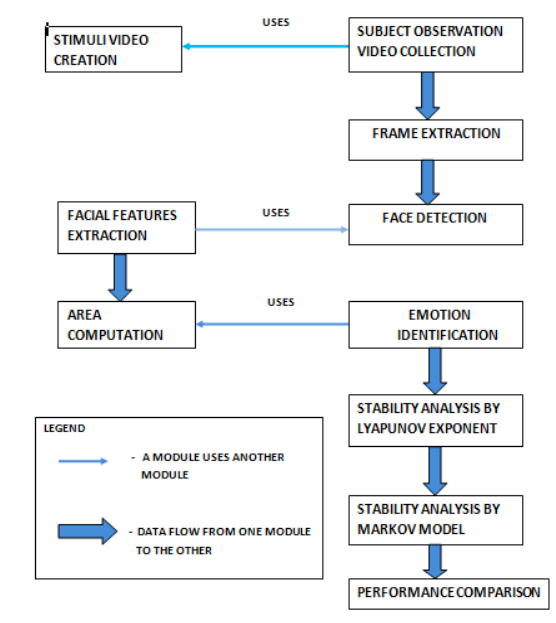 USES
STIMULI VIDEO
CREATION
SUBJECT OBSERVATION
VIDEO COLLECTION
FRAME EXTRACTION
FACIAL FEATURES
EXTRACTION
USES
FACE DETECTION
AREA
COMPUTATION
USES
EMOTION
IDENTIFICATION
STABILITY ANALYSIS BY
LYAPUNOV EXPONENT
LEGEND
- A MODULE USES ANOTHER
MODULE
- DATA FLOW FROM ONE MODULE
TO THE OTHER
STABILITY ANALYSIS BY
MARKOV MODEL
PERFORMANCE COMPARISON